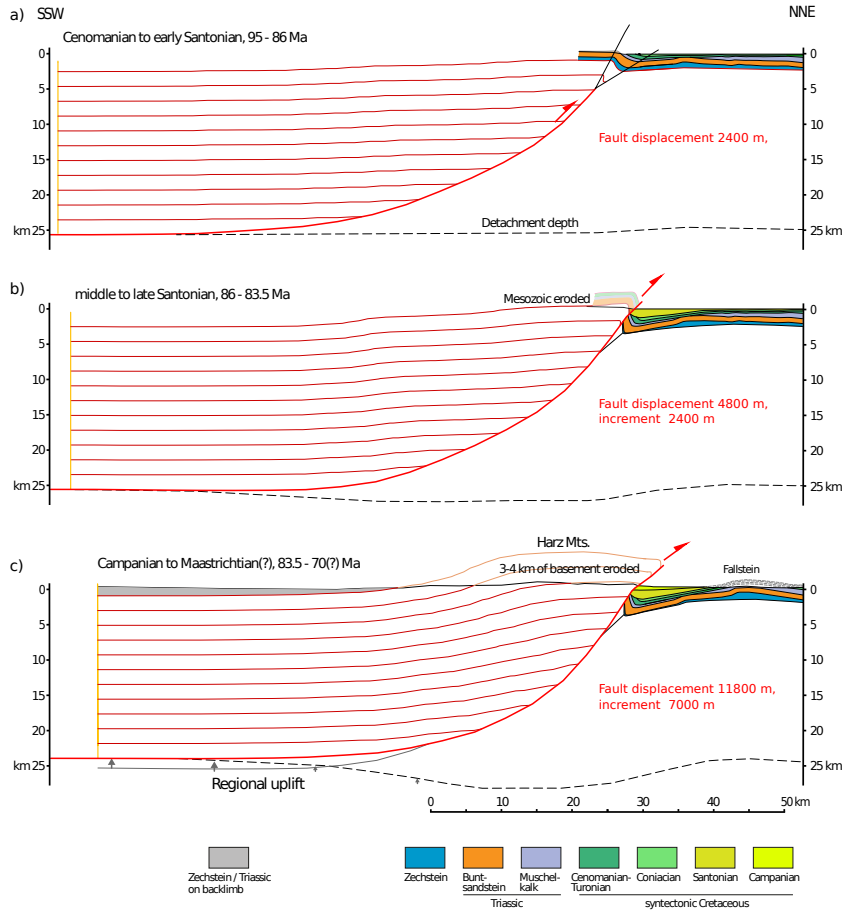 a) SSW NNE
Cenomanian to early Santonian, 95 - 86 Ma
0 0
5 5
10 10
Fault displacement 2400 m,
15 15
20 20
Detachment depth
km 25 25 km
b) middle to late Santonian, 86 - 83.5 Ma
Mesozoic eroded
0 0
5 5
10 10
Fault displacement 4800 m,
increment 2400 m
15 15
20 20
km 25 25 km
Harz Mts.
c) Campanian to Maastrichtian(?), 83.5 - 70(?) Ma
3-4 km of basement eroded
Fallstein
0 0
5 5
10 10
15 15
Fault displacement 11800 m,
increment 7000 m
20 20
km 25 25 km
Regional uplift
0 10 20 30 40 50 km
Zechstein / Triassic
on backlimb
Zechstein
Bunt-
sandstein
Muschel-
kalk
Cenomanian-
Turonian
Coniacian
Santonian
Campanian
Triassic
syntectonic Cretaceous